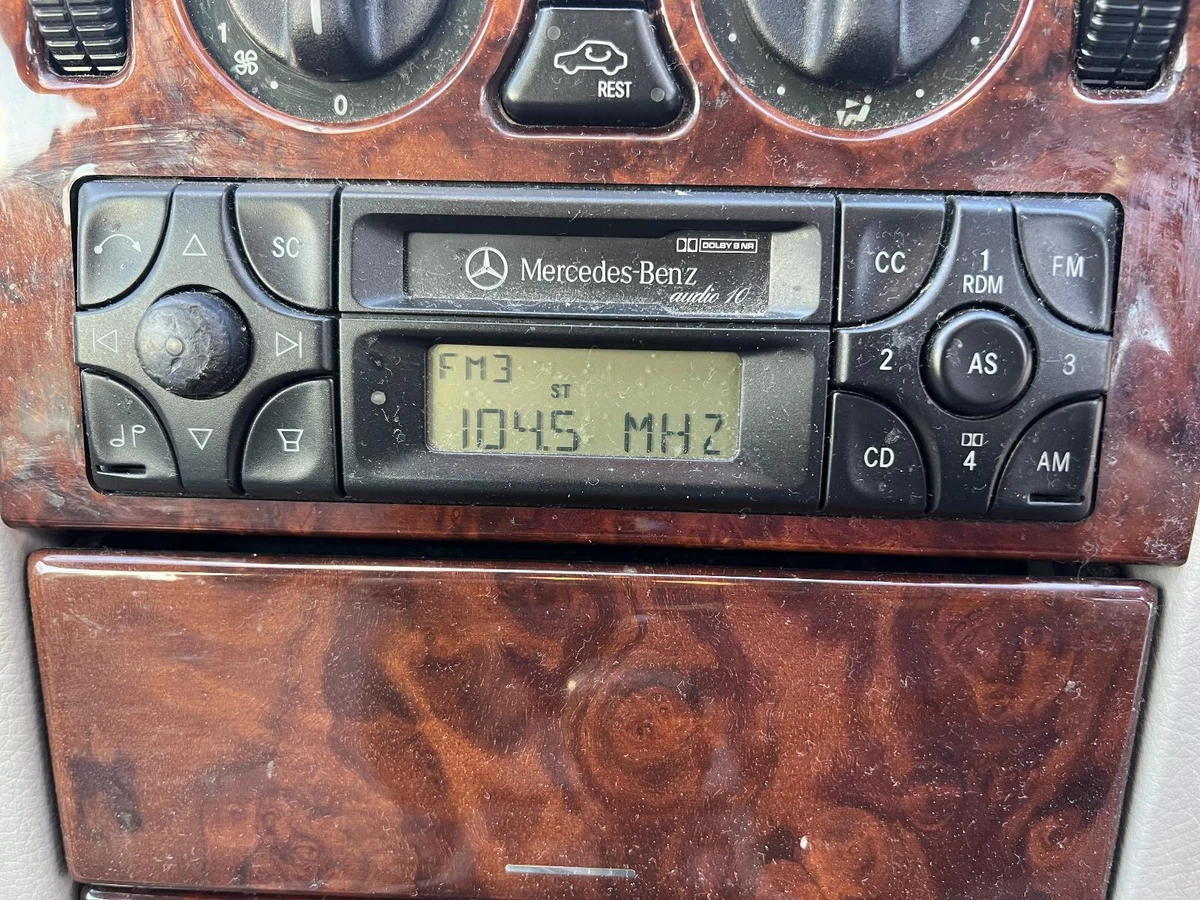 1
0
REST
SC
DOLBY B NR
Mercedes-Benz
audio 10
CC
1
RDM
FM
2
AS
3
FM3
ST
104.5 MHZ
CD
4
AM